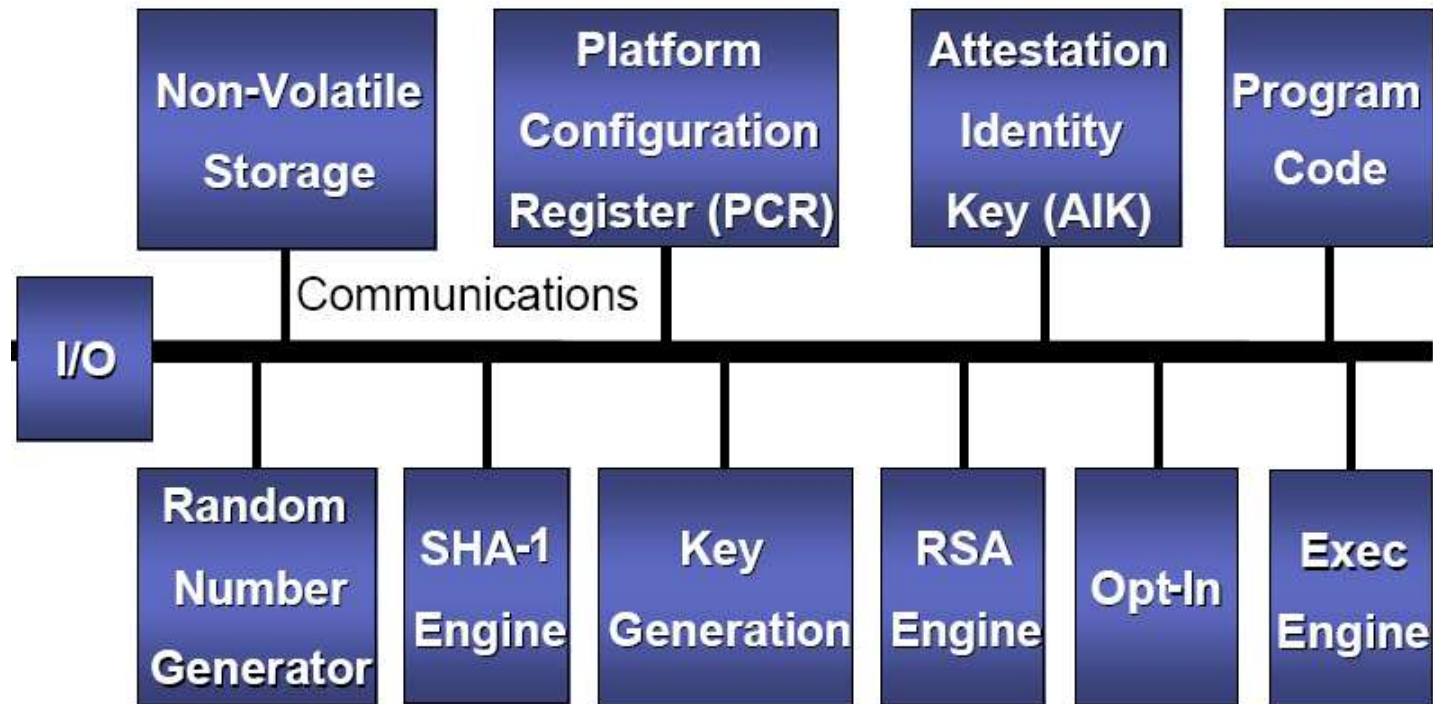 Non-Volatile
Storage
Platform
Configuration
Register (PCR)
Attestation
Identity
Key (AIK)
Program
Code
Communications
I/O
Random
Number
Generator
SHA-1
Engine
Key
Generation
RSA
Engine
Opt-In
Exec
Engine